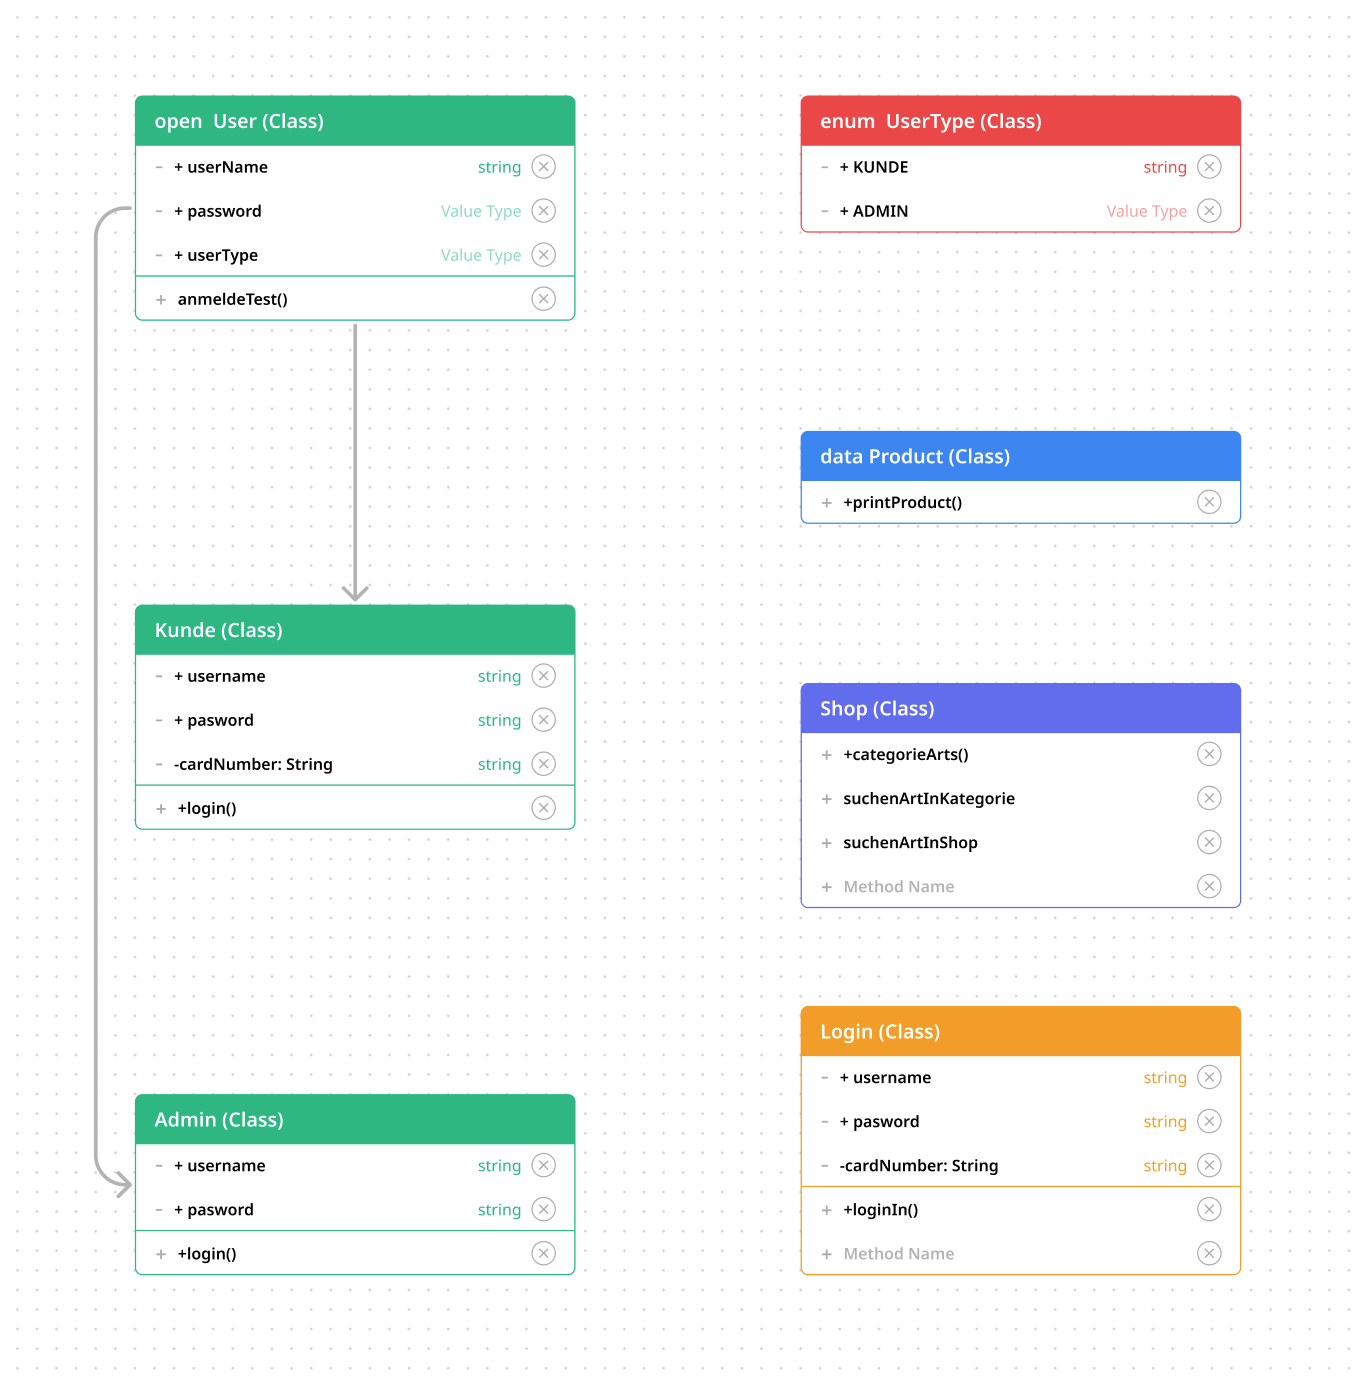 open  User (Class)
- + userName string
- + password Value Type
- + userType Value Type
+ anmeldeTest()
enum  UserType (Class)
- + KUNDE string
- + ADMIN Value Type
data Product (Class)
+ +printProduct()
Kunde (Class)
- + username string
- + pasword string
- -cardNumber: String string
+ +login()
Shop (Class)
+ +categorieArts()
+ suchenArtInKategorie
+ suchenArtInShop
+ Method Name
Login (Class)
- + username string
- + pasword string
- -cardNumber: String string
+ +loginIn()
+ Method Name
Admin (Class)
- + username string
- + pasword string
+ +login()